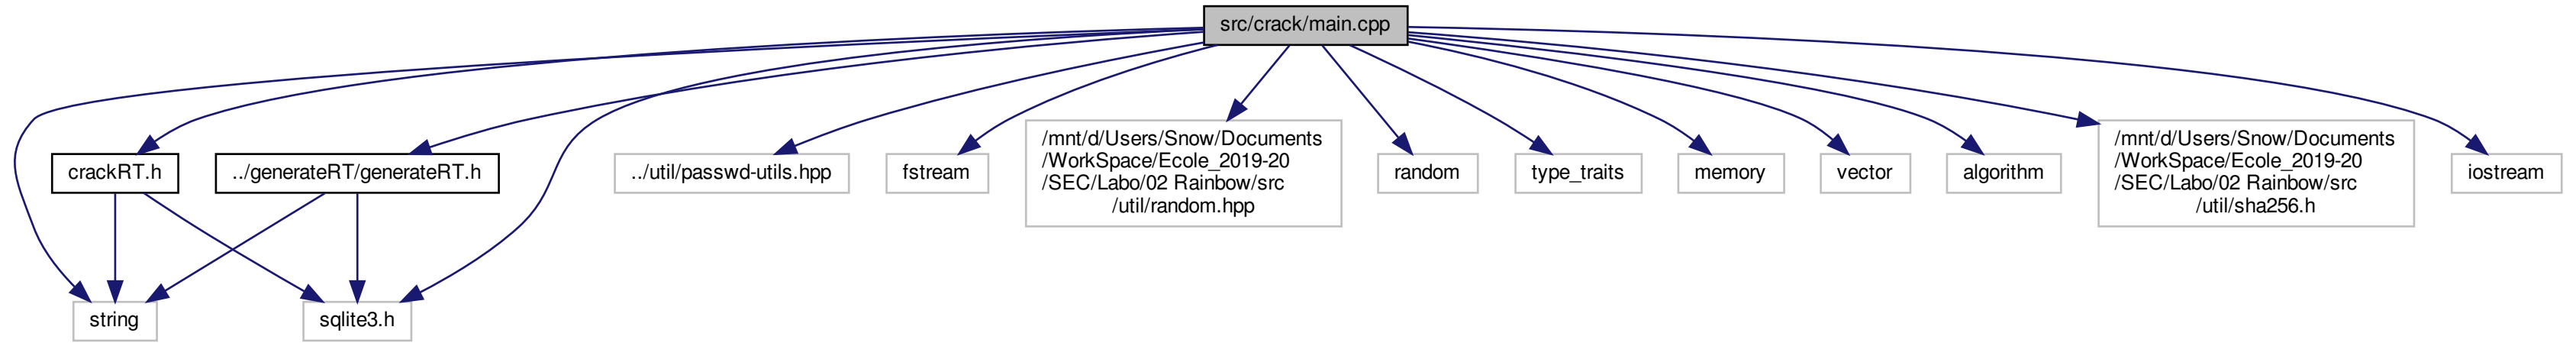 src/crack/main.cpp
crackRT.h
../generateRT/generateRT.h
../util/passwd-utils.hpp
fstream
/mnt/d/Users/Snow/Documents
/WorkSpace/Ecole_2019-20
/SEC/Labo/02 Rainbow/src
/util/random.hpp
random
type_traits
memory
vector
algorithm
/mnt/d/Users/Snow/Documents
/WorkSpace/Ecole_2019-20
/SEC/Labo/02 Rainbow/src
/util/sha256.h
iostream
string
sqlite3.h